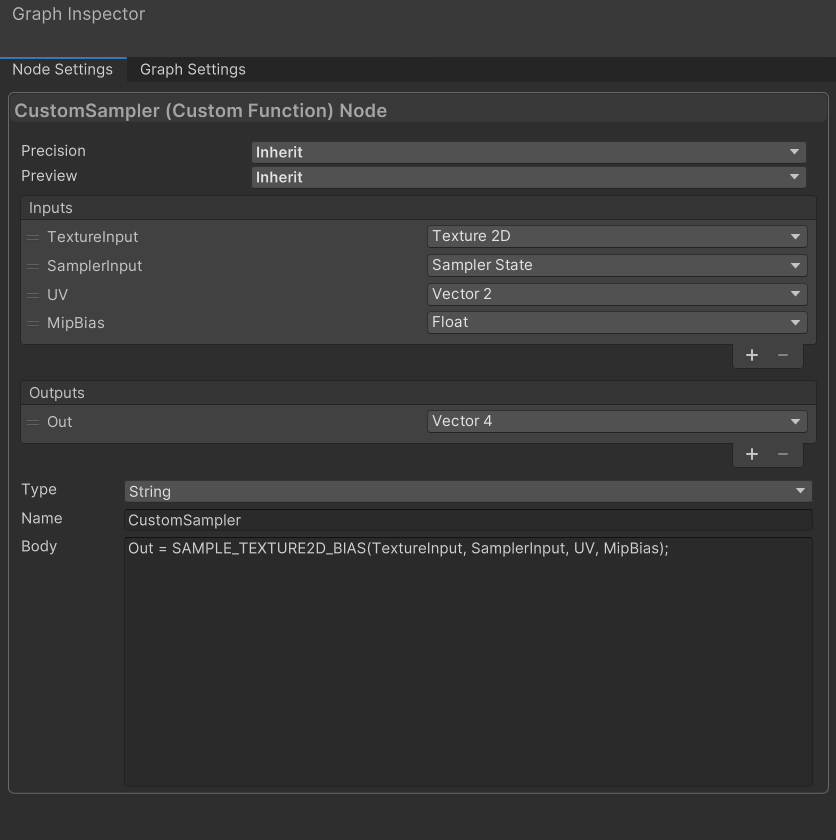 Graph Inspector
Node Settings Graph Settings
CustomSampler (Custom Function) Node
Precision Inherit
Preview Inherit
Inputs
TextureInput Texture 2D
SamplerInput Sampler State
UV Vector 2
MipBias Float
+ −
Outputs
Out Vector 4
+ −
Type String
Name CustomSampler
Body Out = SAMPLE_TEXTURE2D_BIAS(TextureInput, SamplerInput, UV, MipBias);